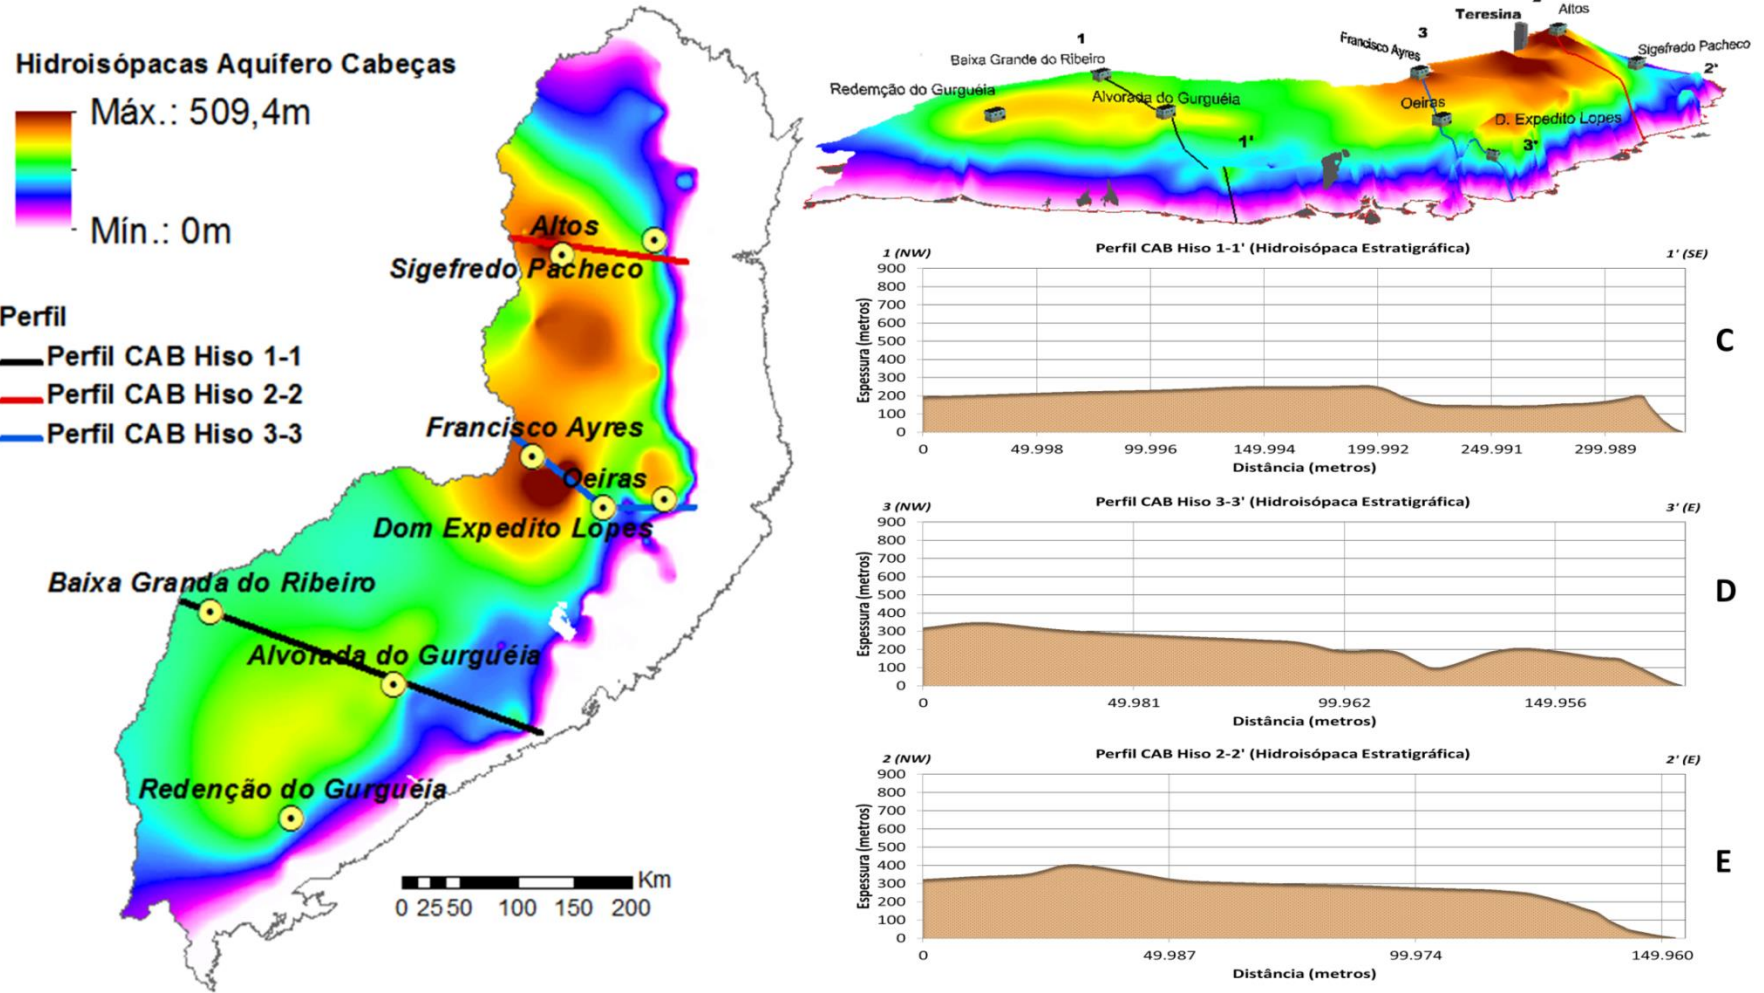 Hidroisópacas Aquífero Cabeças
Máx.: 509,4m
Mín.: 0m
Perfil
Perfil CAB Hiso 1-1
Perfil CAB Hiso 2-2
Perfil CAB Hiso 3-3
Altos
Sigefredo Pacheco
Francisco Ayres
Oeiras
Dom Expedito Lopes
Baixa Granda do Ribeiro
Alvorada do Gurguéia
Redenção do Gurguéia
Km
0 25 50 100 150 200
1
Baixa Grande do Ribeiro
Redenção do Gurguéia
Alvorada do Gurguéia
1'
3
Francisco Ayres
Teresina
Altos
Sigefredo Pacheco
2'
Oeiras
D. Expedito Lopes
3'
Perfil CAB Hiso 1-1' (Hidroisópaca Estratigráfica)
1 (NW)
1' (SE)
Espessura (metros)
900
800
700
600
500
400
300
200
100
0
0 49.998 99.996 149.994 199.992 249.991 299.989
Distância (metros)
C
Perfil CAB Hiso 3-3' (Hidroisópaca Estratigráfica)
3 (NW)
3' (E)
Espessura (metros)
900
800
700
600
500
400
300
200
100
0
0 49.981 99.962 149.956
Distância (metros)
D
Perfil CAB Hiso 2-2' (Hidroisópaca Estratigráfica)
2 (NW)
2' (E)
Espessura (metros)
900
800
700
600
500
400
300
200
100
0
0 49.987 99.974 149.960
Distância (metros)
E